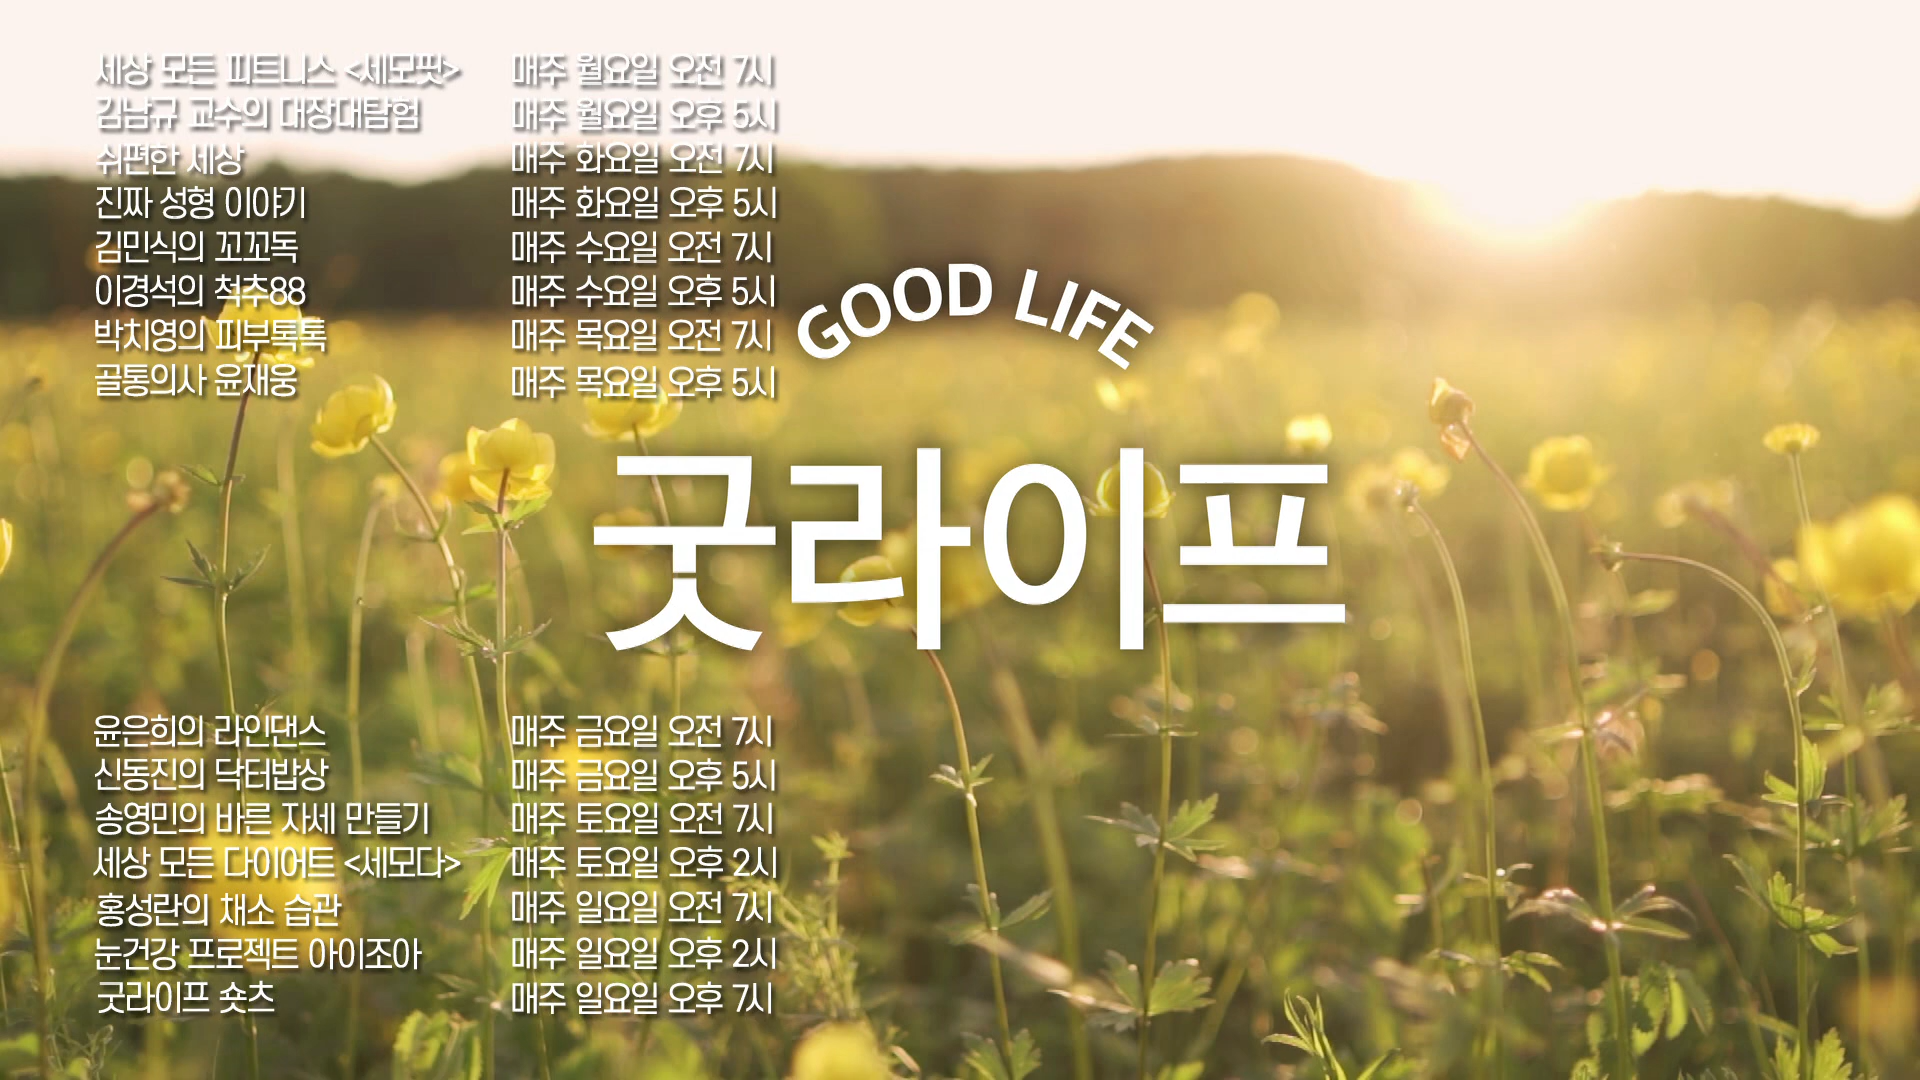 세상 모든 피트니스 <세모핏> 매주 월요일 오전 7시
김남규 교수의 대장대탐험 매주 월요일 오후 5시
쉬편한 세상 매주 화요일 오전 7시
진짜 성형 이야기 매주 화요일 오후 5시
김민식의 꼬꼬독 매주 수요일 오전 7시
이경석의 척추88 매주 수요일 오후 5시
박치영의 피부톡톡 매주 목요일 오전 7시
골통의사 윤재웅 매주 목요일 오후 5시
GOOD LIFE
굿라이프
윤은희의 라인댄스 매주 금요일 오전 7시
신동진의 닥터밥상 매주 금요일 오후 5시
송영민의 바른 자세 만들기 매주 토요일 오전 7시
세상 모든 다이어트 <세모다> 매주 토요일 오후 2시
홍성란의 채소 습관 매주 일요일 오전 7시
눈건강 프로젝트 아이조아 매주 일요일 오후 2시
굿라이프 숏츠 매주 일요일 오후 7시